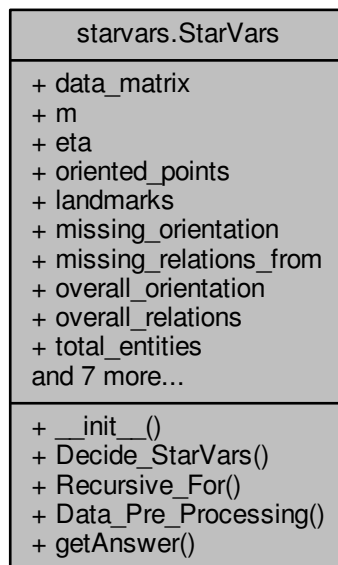 starvars.StarVars
+ data_matrix
+ m
+ eta
+ oriented_points
+ landmarks
+ missing_orientation
+ missing_relations_from
+ overall_orientation
+ overall_relations
+ total_entities
and 7 more...
+ __init__()
+ Decide_StarVars()
+ Recursive_For()
+ Data_Pre_Processing()
+ getAnswer()